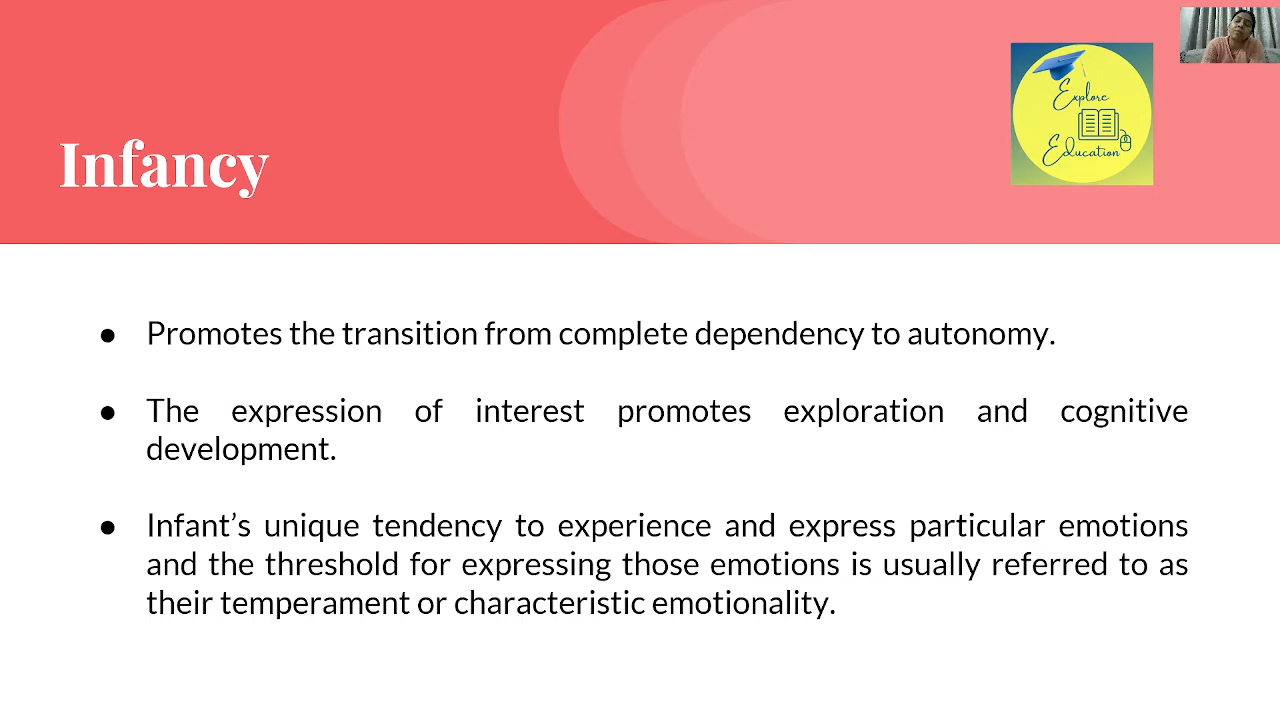 Explore
Education
Infancy
● Promotes the transition from complete dependency to autonomy.
● The expression of interest promotes exploration and cognitive
development.
● Infant’s unique tendency to experience and express particular emotions
and the threshold for expressing those emotions is usually referred to as
their temperament or characteristic emotionality.